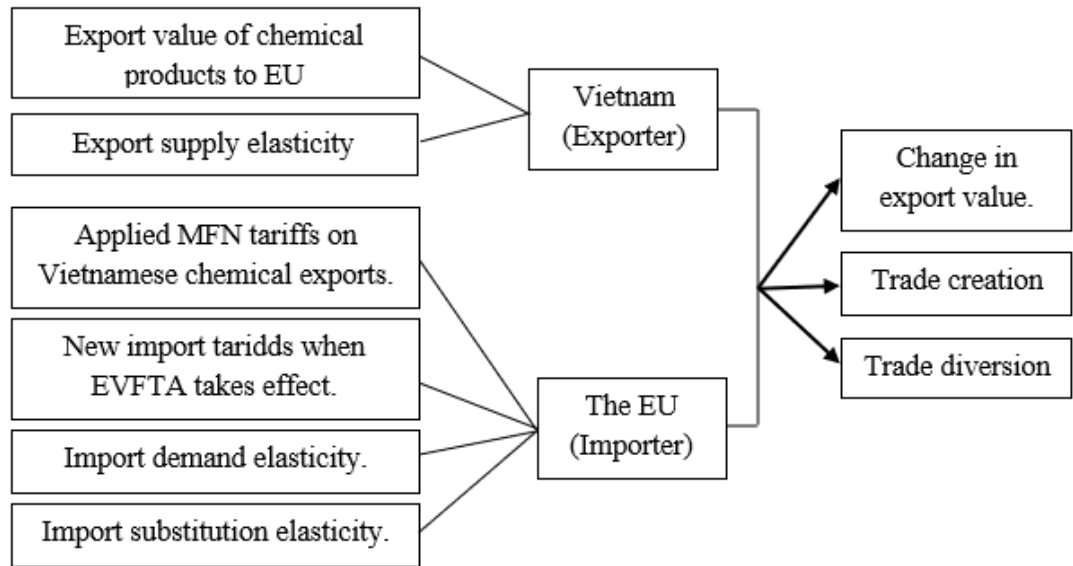 Export value of chemical
products to EU
Export supply elasticity
Applied MFN tariffs on
Vietnamese chemical exports.
New import taridds when
EVFTA takes effect.
Import demand elasticity.
Import substitution elasticity.
Vietnam
(Exporter)
The EU
(Importer)
Change in
export value.
Trade creation
Trade diversion